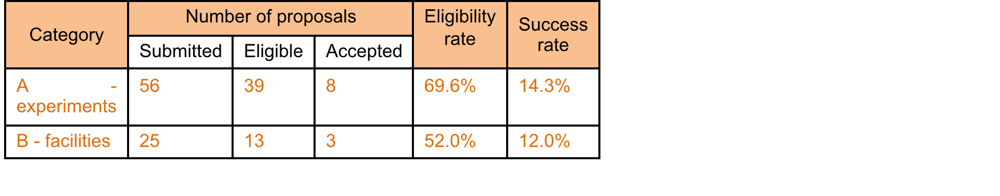 Category
Number of proposals
Eligibility
rate
Success
rate
Submitted
Eligible
Accepted
A -
experiments
56
39
8
69.6%
14.3%
B - facilities
25
13
3
52.0%
12.0%